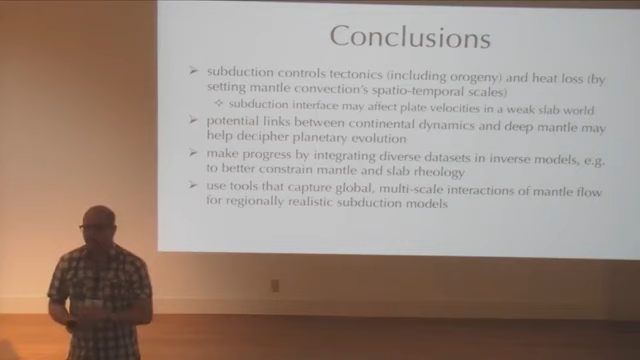 Conclusions
➢ subduction controls tectonics (including orogeny) and heat loss (by
setting mantle convection's spatio-temporal scales)
❖ subduction interface may affect plate velocities in a weak slab world
➢ potential links between continental dynamics and deep mantle may
help decipher planetary evolution
➢ make progress by integrating diverse datasets in inverse models, e.g.
to better constrain mantle and slab rheology
➢ use tools that capture global, multi-scale interactions of mantle flow
for regionally realistic subduction models